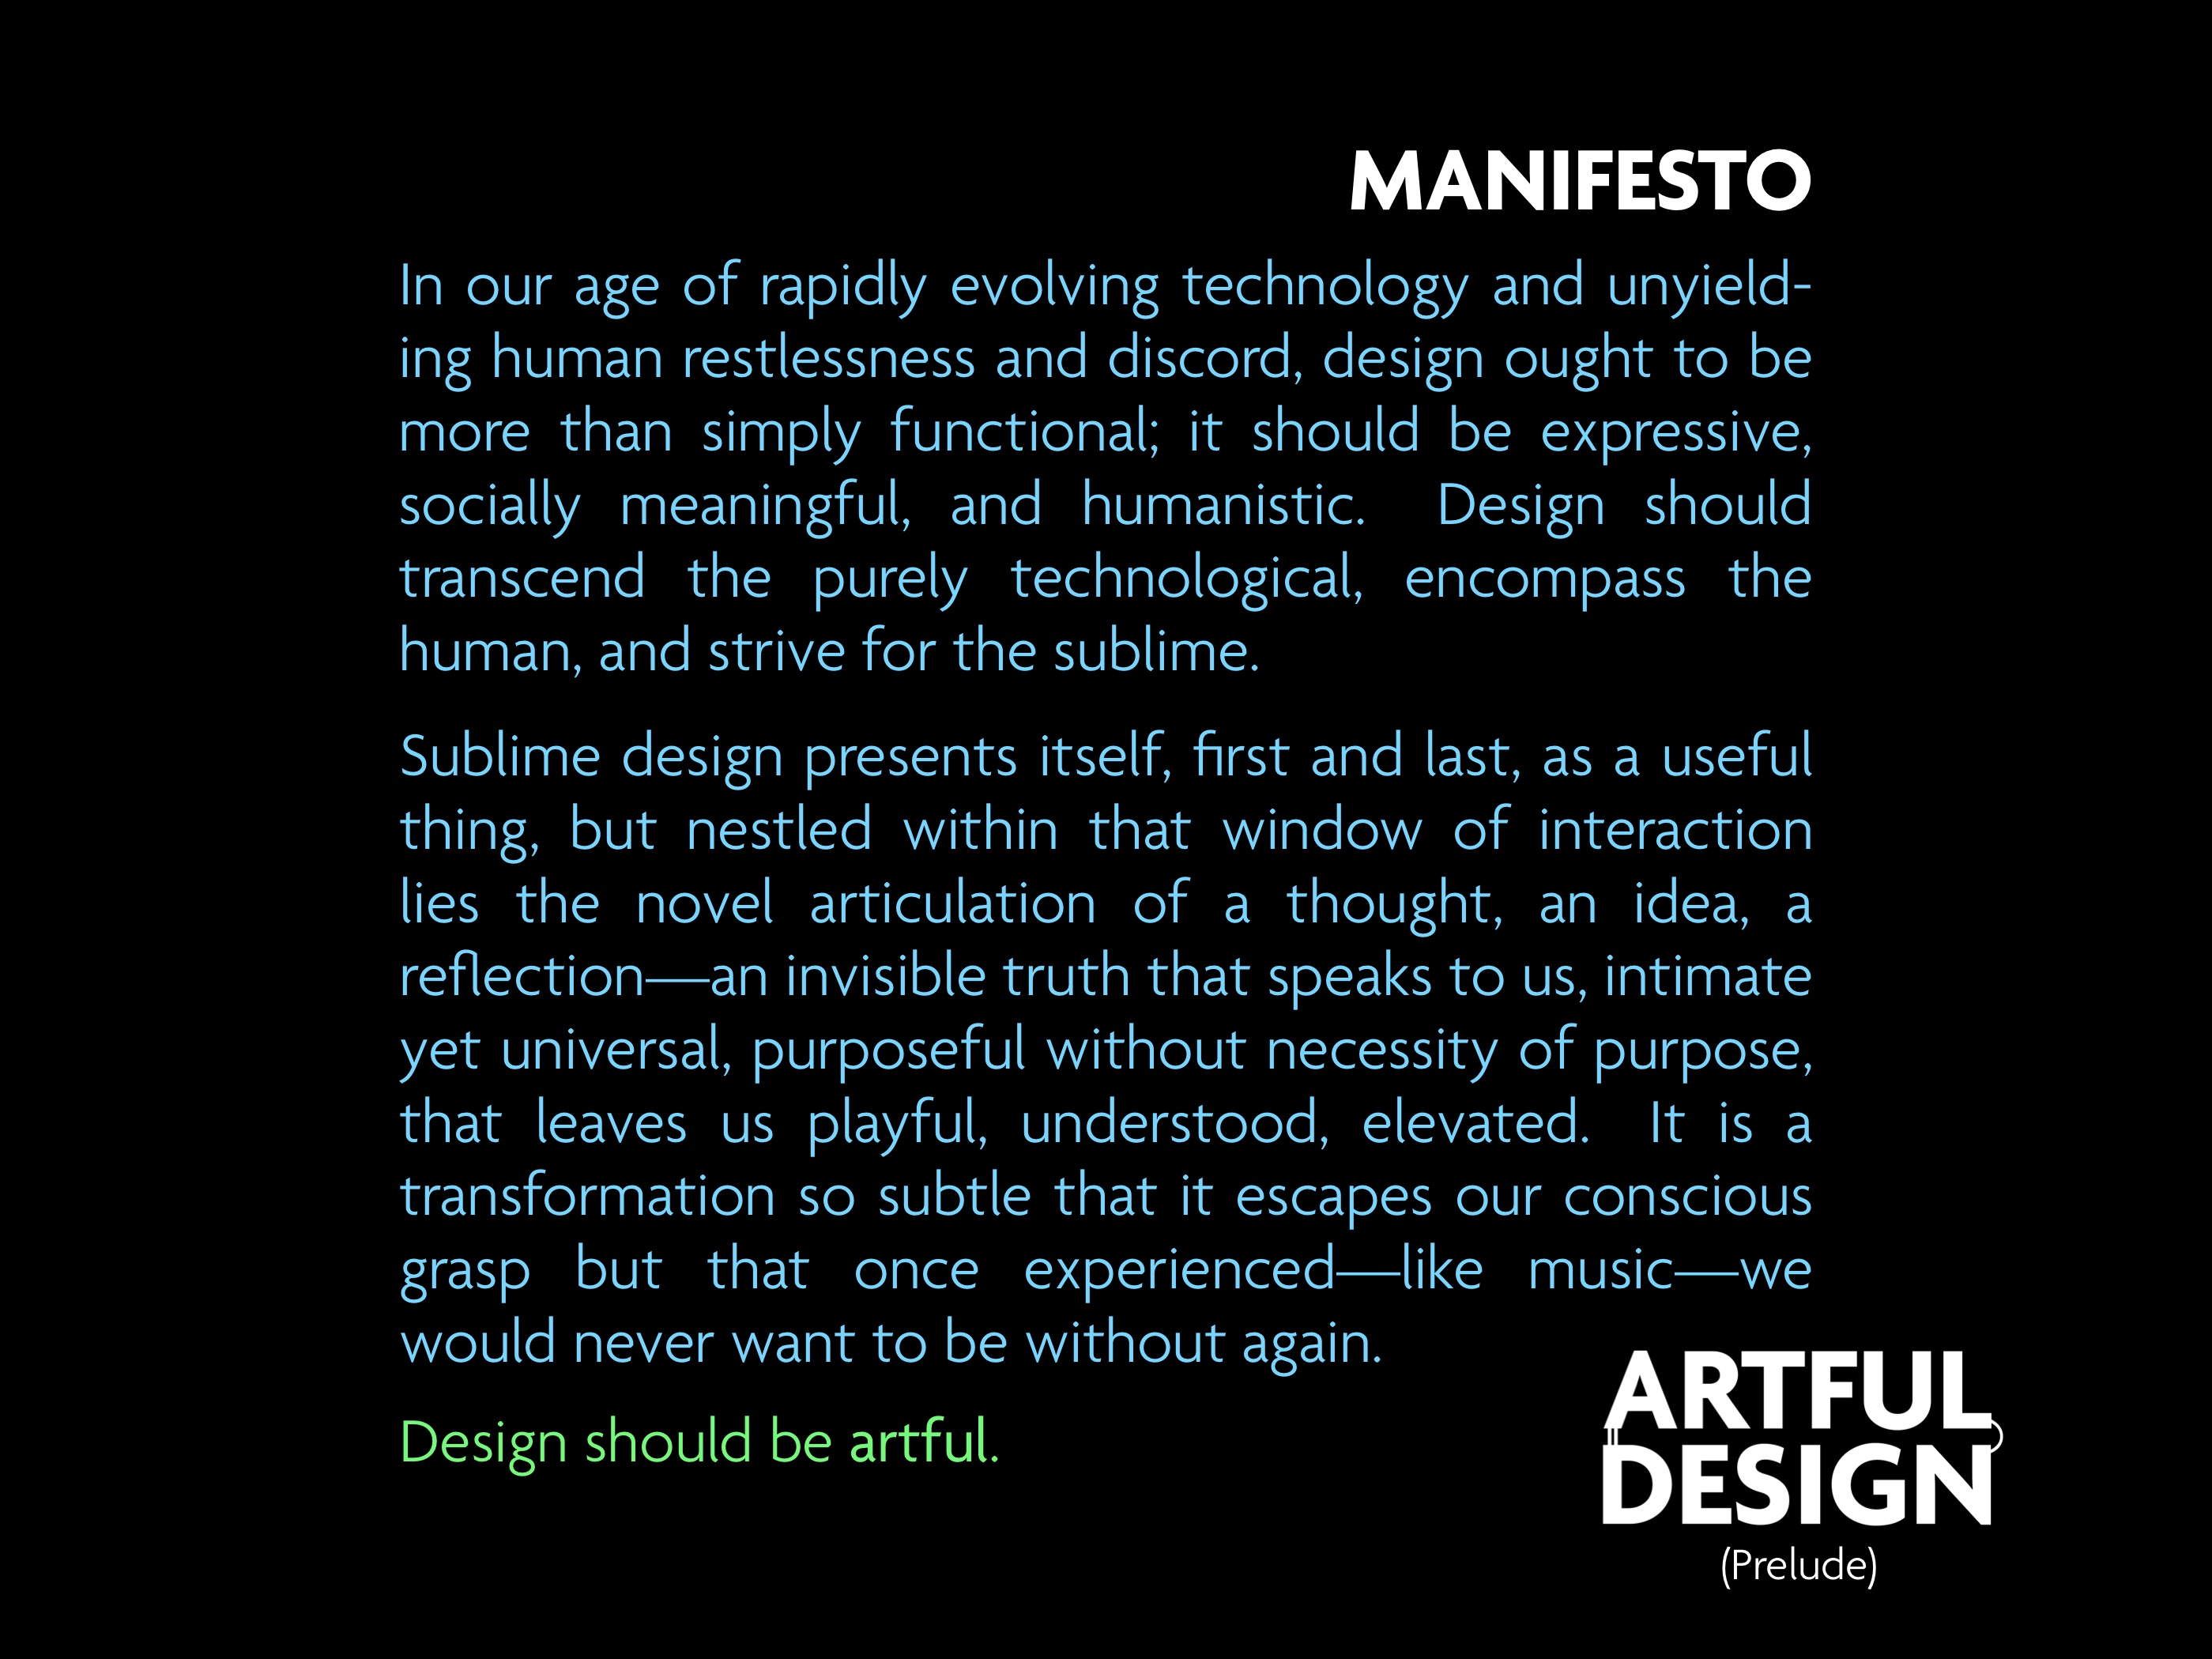 MANIFESTO
In our age of rapidly evolving technology and unyield-
ing human restlessness and discord, design ought to be
more than simply functional; it should be expressive,
socially meaningful, and humanistic.  Design should
transcend the purely technological, encompass the
human, and strive for the sublime.
Sublime design presents itself, first and last, as a useful
thing, but nestled within that window of interaction
lies the novel articulation of a thought, an idea, a
reflection—an invisible truth that speaks to us, intimate
yet universal, purposeful without necessity of purpose,
that leaves us playful, understood, elevated.  It is a
transformation so subtle that it escapes our conscious
grasp but that once experienced—like music—we
would never want to be without again.
Design should be artful.
ARTFUL
DESIGN
(Prelude)